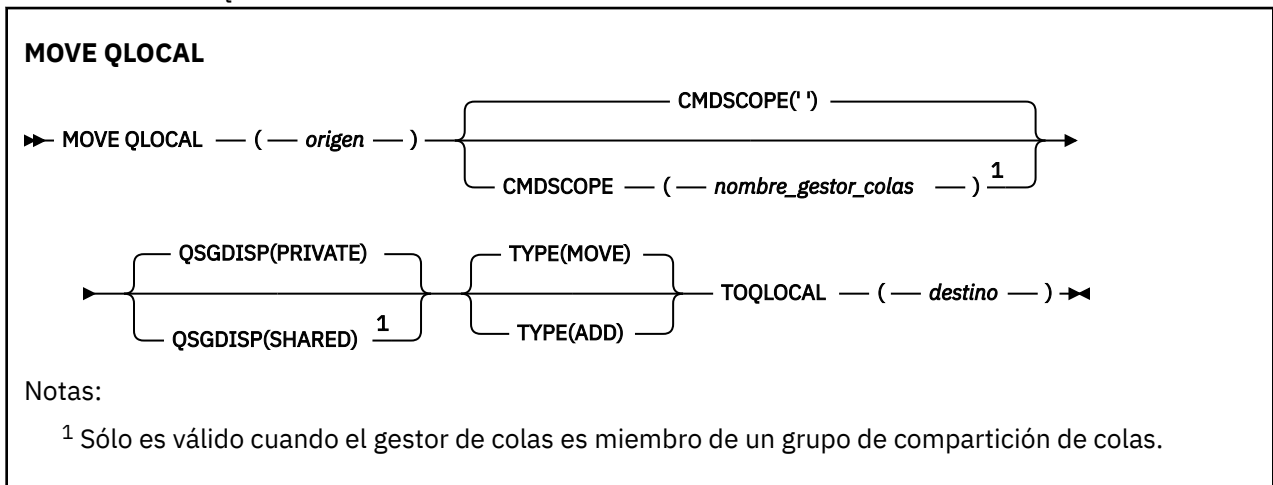 MOVE QLOCAL
CMDSCOPE(' ')
MOVE QLOCAL — ( — origen — )
CMDSCOPE — ( — nombre_gestor_colas — ) 1
QSGDISP(PRIVATE) TYPE(MOVE)
TOQLOCAL — ( — destino — )
QSGDISP(SHARED) 1 TYPE(ADD)
Notas:
1 Sólo es válido cuando el gestor de colas es miembro de un grupo de compartición de colas.